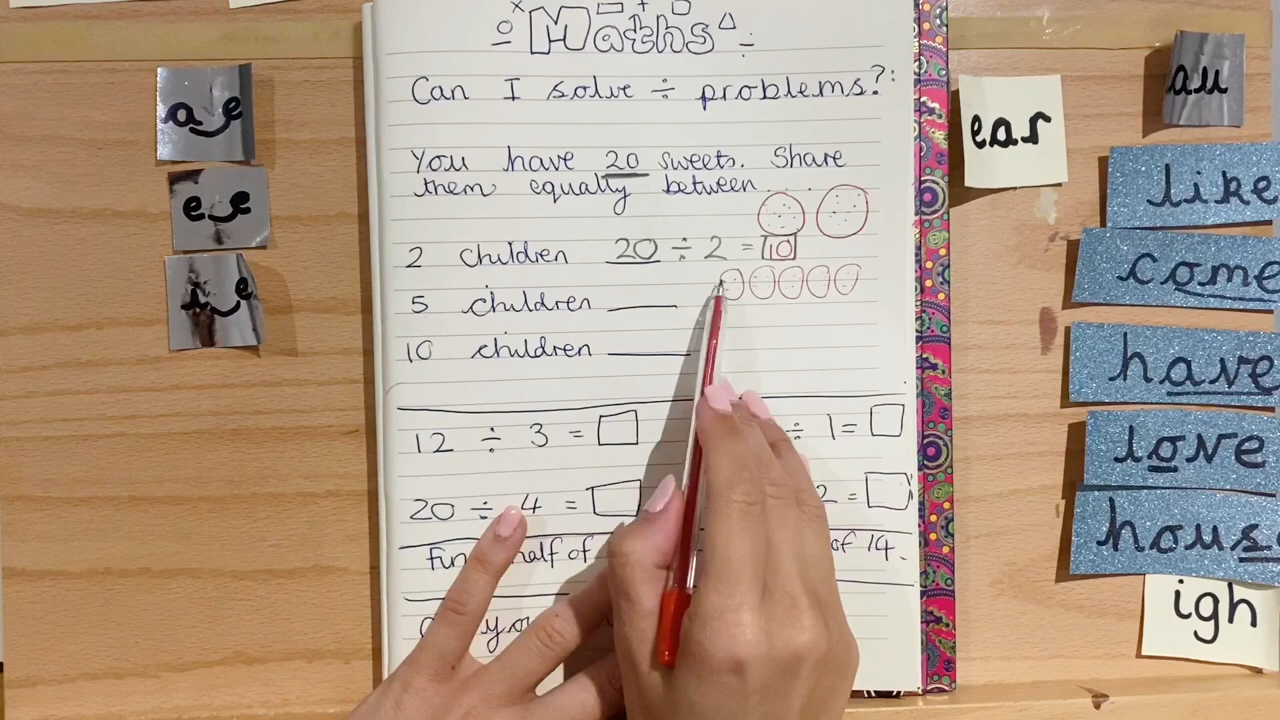 Maths
Can I solve ÷ problems?:
You have 20 sweets. Share
them equally between....
2 children 20 ÷ 2 = 10
5 children
10 children
12 ÷ 3 =
÷ 1 =
20 ÷ 4 =
2 =
half of
of 14.
a_e
e_e
i_e
ear
au
like
come
have
love
house
igh